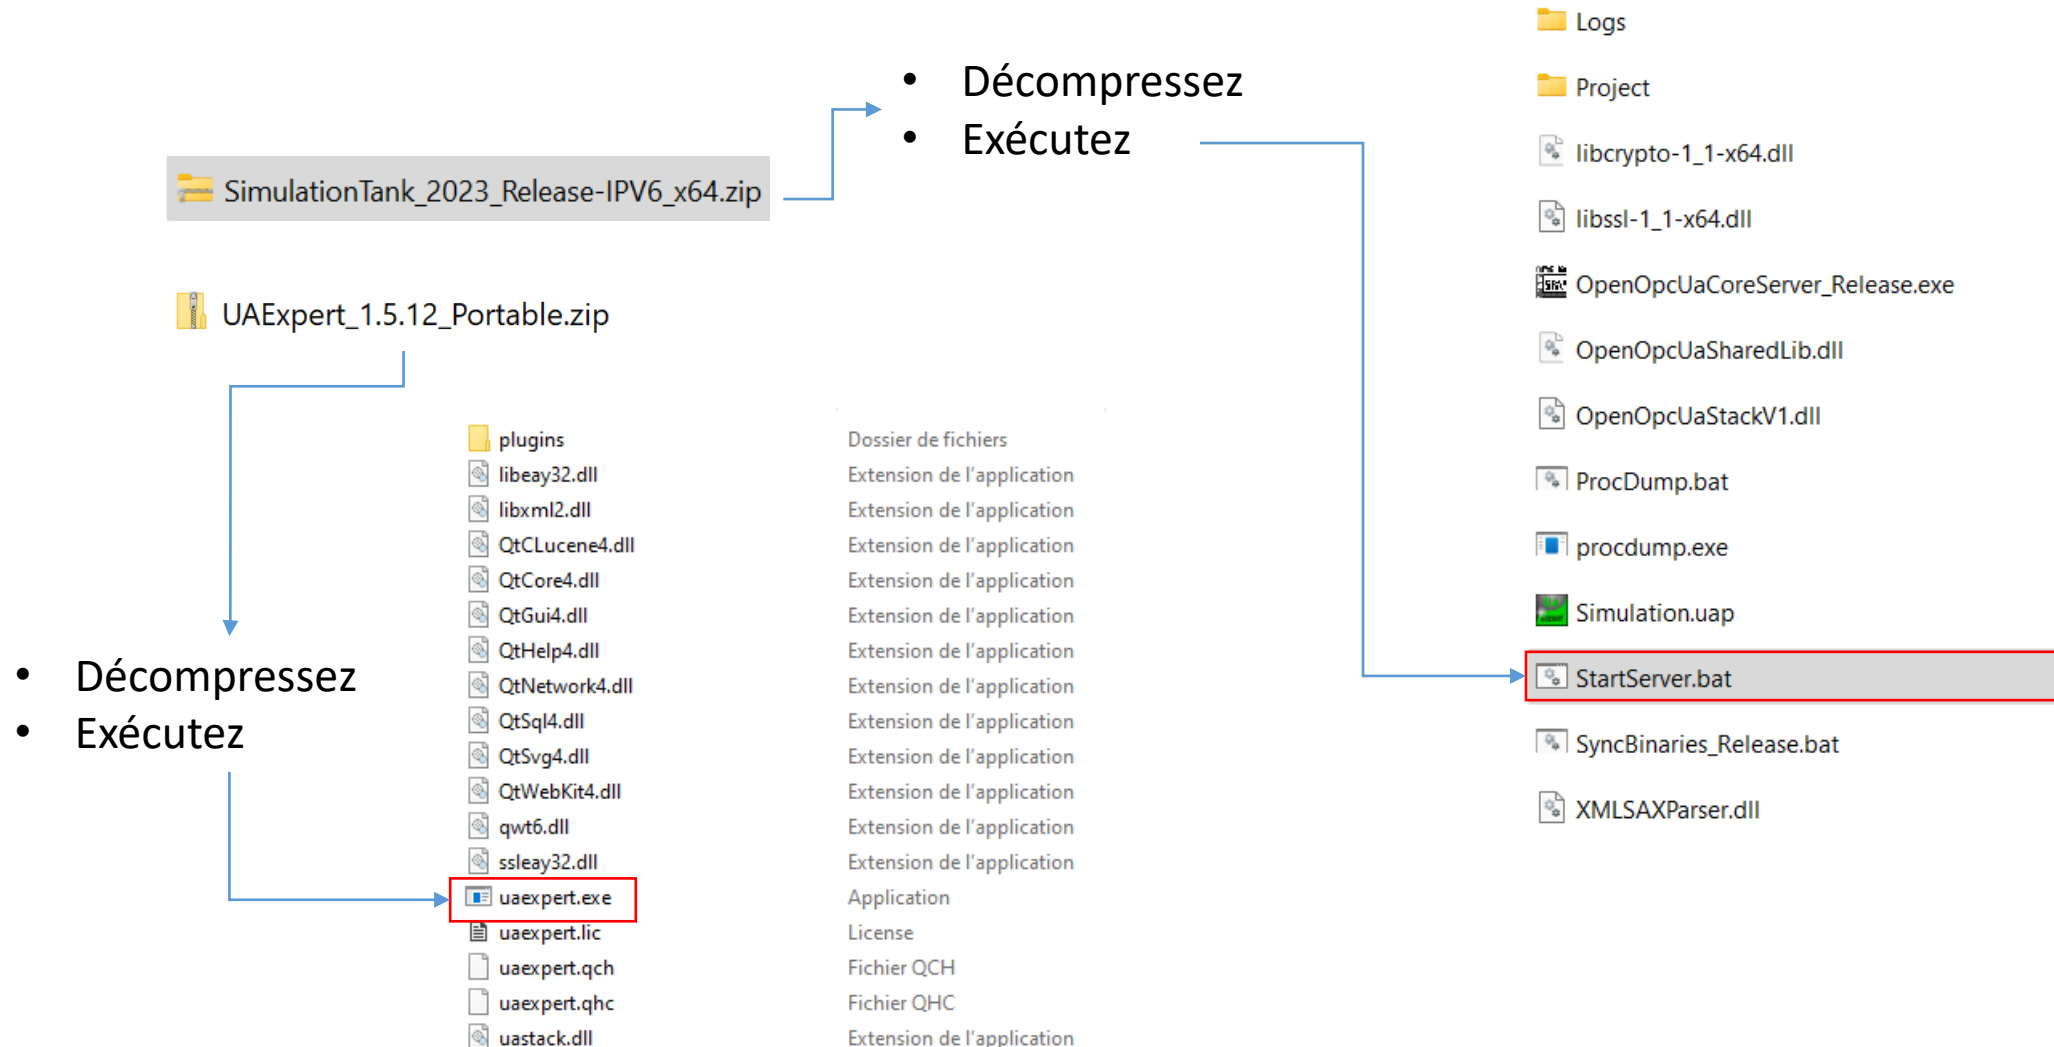 SimulationTank_2023_Release-IPV6_x64.zip
• Décompressez
• Exécutez
UAExpert_1.5.12_Portable.zip
• Décompressez
• Exécutez
plugins Dossier de fichiers
libeay32.dll Extension de l'application
libxml2.dll Extension de l'application
QtCLucene4.dll Extension de l'application
QtCore4.dll Extension de l'application
QtGui4.dll Extension de l'application
QtHelp4.dll Extension de l'application
QtNetwork4.dll Extension de l'application
QtSql4.dll Extension de l'application
QtSvg4.dll Extension de l'application
QtWebKit4.dll Extension de l'application
qwt6.dll Extension de l'application
ssleay32.dll Extension de l'application
uaexpert.exe Application
uaexpert.lic License
uaexpert.qch Fichier QCH
uaexpert.qhc Fichier QHC
uastack.dll Extension de l'application
Logs
Project
libcrypto-1_1-x64.dll
libssl-1_1-x64.dll
OpenOpcUaCoreServer_Release.exe
OpenOpcUaSharedLib.dll
OpenOpcUaStackV1.dll
ProcDump.bat
procdump.exe
Simulation.uap
StartServer.bat
SyncBinaries_Release.bat
XMLSAXParser.dll